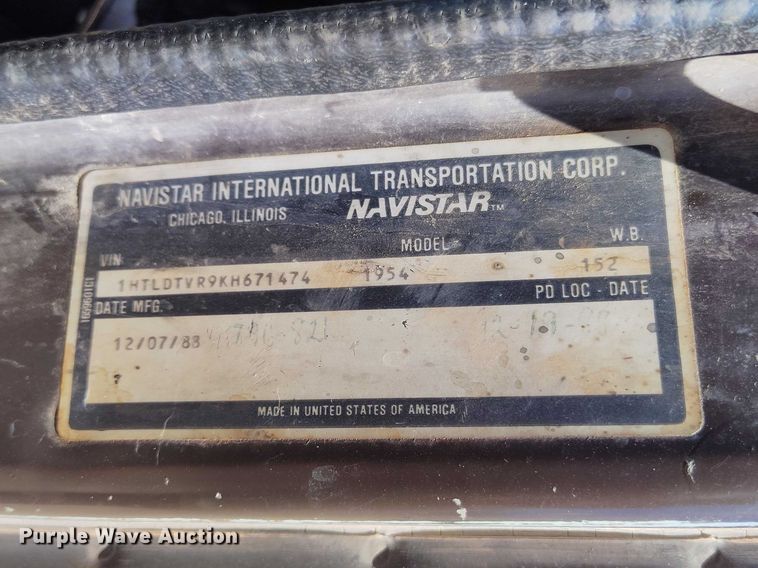 NAVISTAR INTERNATIONAL TRANSPORTATION CORP.
CHICAGO, ILLINOIS NAVISTAR™
VIN MODEL W.B.
1HTLDTVR9KH671474 1954 152
DATE MFG. PD LOC - DATE
12/07/88
MADE IN UNITED STATES OF AMERICA
Purple Wave Auction